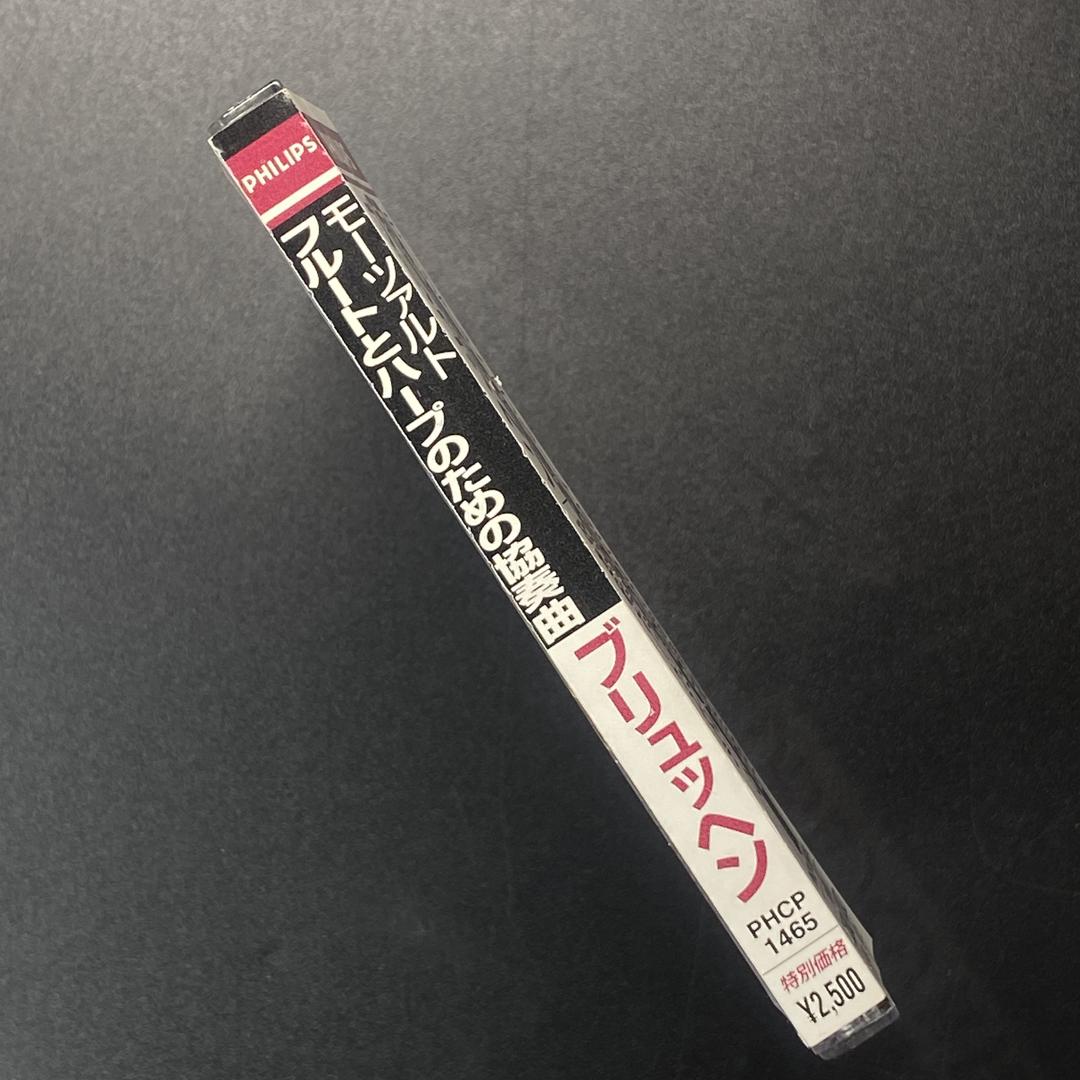 PHILIPS
モーツァルト
フルートとハープのための協奏曲
ブリュッヘン
PHCP
1465
特別価格
¥2,500